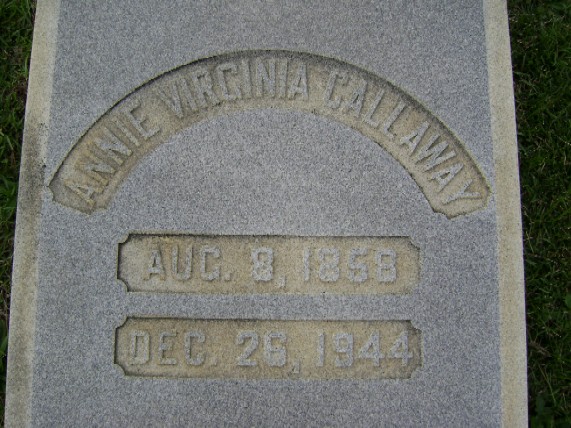 ANNIE VIRGINIA CALLAWAY
AUG. 8, 1858
DEC. 26, 1944